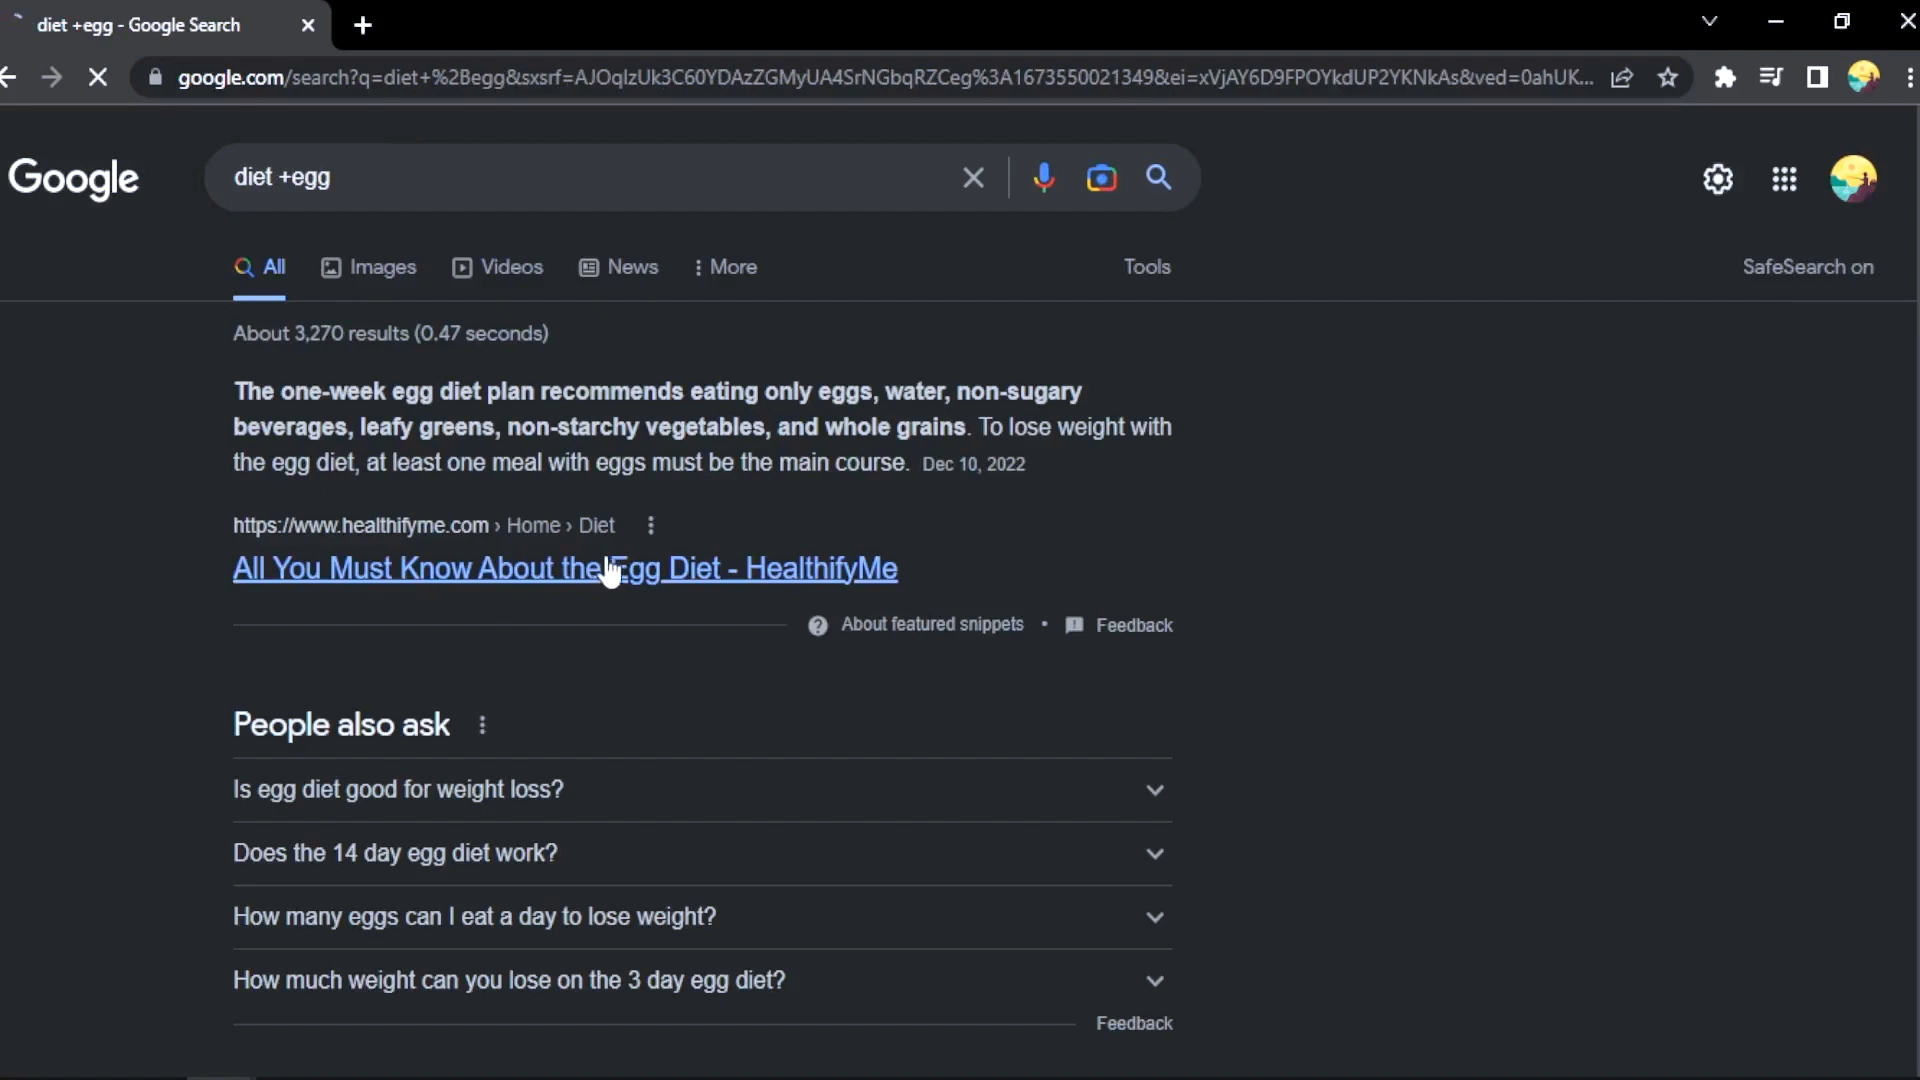 diet +egg - Google Search
google.com/search?q=diet+%2Begg&sxsrf=AJOqlzUk3C60YDAzZGMyUA4SrNGbqRZCeg%3A1673550021349&ei=xVjAY6D9FPOYkdUP2YKNkAs&ved=0ahUK...
Google
diet +egg
All Images Videos News More Tools SafeSearch on
About 3,270 results (0.47 seconds)
The one-week egg diet plan recommends eating only eggs, water, non-sugary
beverages, leafy greens, non-starchy vegetables, and whole grains. To lose weight with
the egg diet, at least one meal with eggs must be the main course. Dec 10, 2022
https://www.healthifyme.com › Home › Diet
All You Must Know About the Egg Diet - HealthifyMe
About featured snippets • Feedback
People also ask
Is egg diet good for weight loss?
Does the 14 day egg diet work?
How many eggs can I eat a day to lose weight?
How much weight can you lose on the 3 day egg diet?
Feedback